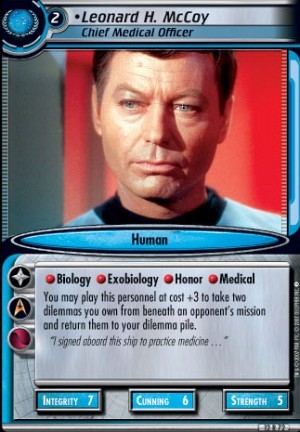 2 •Leonard H. McCoy
Chief Medical Officer
Human
Biology Exobiology Honor Medical
You may play this personnel at cost +3 to take two
dilemmas you own from beneath an opponent's mission
and return them to your dilemma pile.
"I signed aboard this ship to practice medicine …"
Integrity 7 Cunning 6 Strength 5